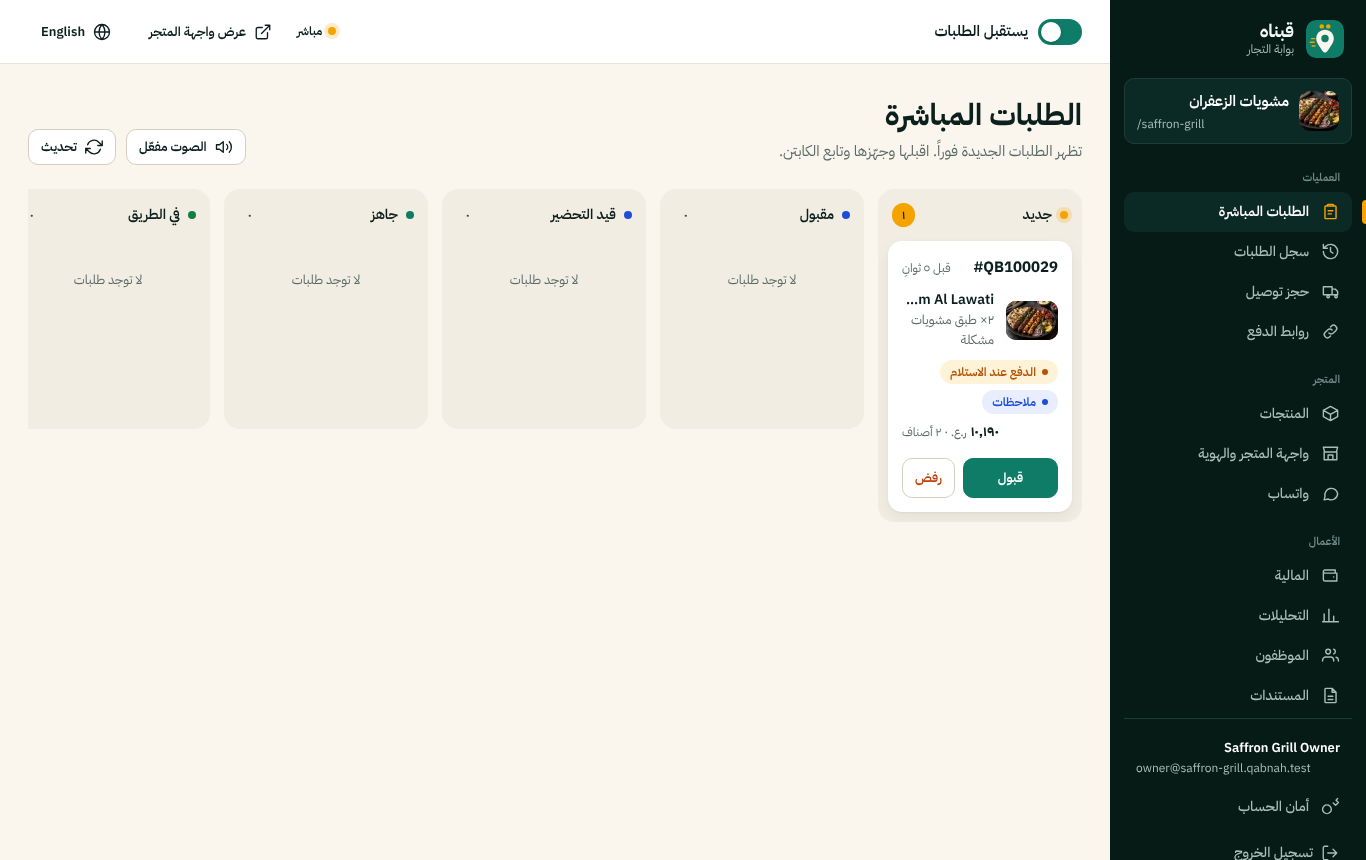 قبناه
بوابة التجار
مشويات الزعفران
/saffron-grill
العمليات
الطلبات المباشرة
سجل الطلبات
حجز توصيل
روابط الدفع
المتجر
المنتجات
واجهة المتجر والهوية
واتساب
الأعمال
المالية
التحليلات
الموظفون
المستندات
Saffron Grill Owner
owner@saffron-grill.qabnah.test
أمان الحساب
تسجيل الخروج
يستقبل الطلبات
مباشر
عرض واجهة المتجر
English
الطلبات المباشرة
تظهر الطلبات الجديدة فوراً. اقبلها وجهّزها وتابع الكابتن.
الصوت مفعّل
تحديث
جديد ١
#QB100029 قبل ٥ ثوانٍ
...m Al Lawati
٢× طبق مشويات
مشكلة
الدفع عند الاستلام
ملاحظات
١٠٫١٩٠ ر.ع. · ٢ أصناف
قبول
رفض
مقبول ٠
لا توجد طلبات
قيد التحضير ٠
لا توجد طلبات
جاهز ٠
لا توجد طلبات
في الطريق ٠
لا توجد طلبات